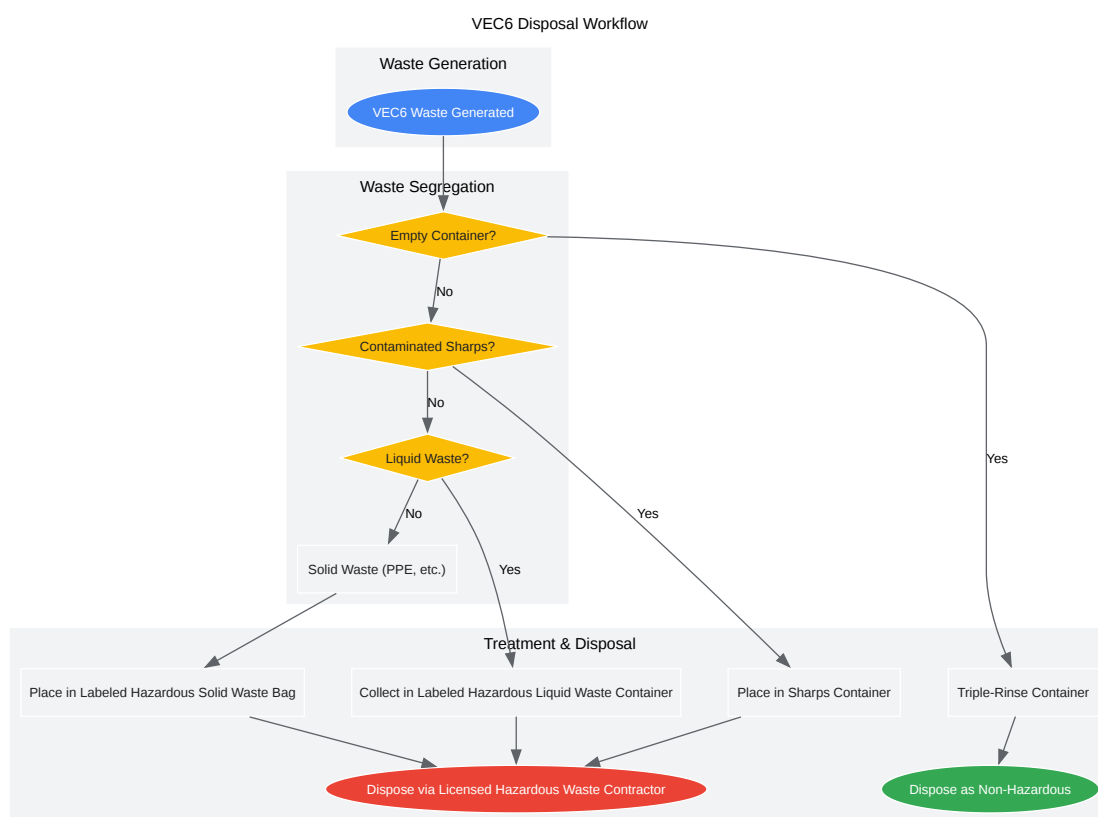 VEC6 Disposal Workflow
Waste Generation
VEC6 Waste Generated
Waste Segregation
Empty Container?
No
Contaminated Sharps?
No
Liquid Waste?
Yes
No
Yes
Solid Waste (PPE, etc.)
Yes
Treatment & Disposal
Place in Labeled Hazardous Solid Waste Bag
Collect in Labeled Hazardous Liquid Waste Container
Place in Sharps Container
Triple-Rinse Container
Dispose via Licensed Hazardous Waste Contractor
Dispose as Non-Hazardous